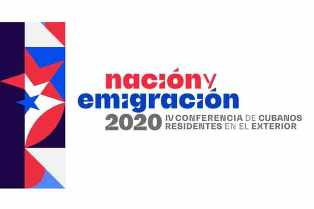 nación y
emigración
2020 IV CONFERENCIA DE CUBANOS
RESIDENTES EN EL EXTERIOR